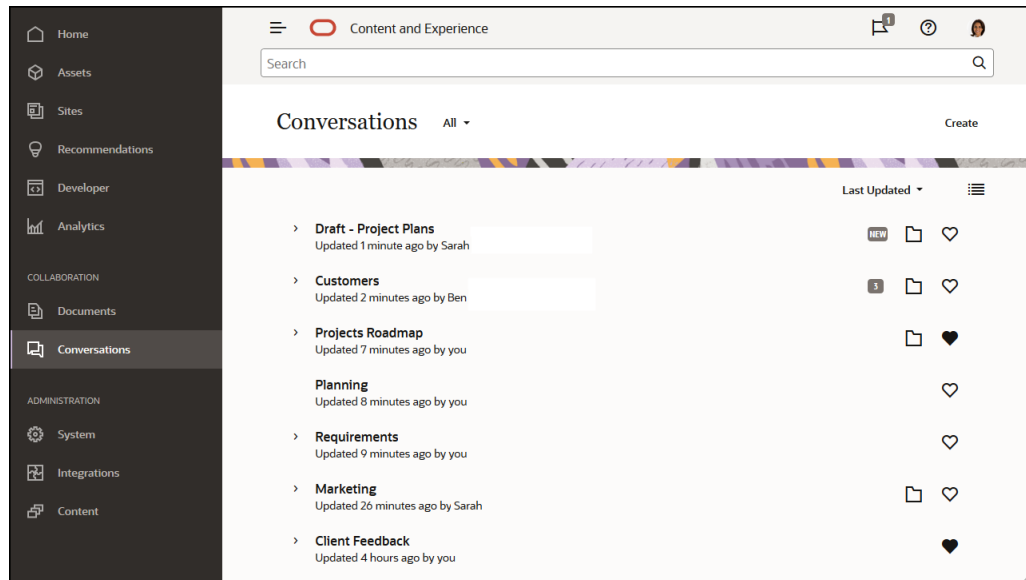 Home
Assets
Sites
Recommendations
Developer
Analytics
COLLABORATION
Documents
Conversations
ADMINISTRATION
System
Integrations
Content
Content and Experience
1
Search
Conversations All
Create
Last Updated
Draft - Project Plans
NEW
Updated 1 minute ago by Sarah
Customers
3
Updated 2 minutes ago by Ben
Projects Roadmap
Updated 7 minutes ago by you
Planning
Updated 8 minutes ago by you
Requirements
Updated 9 minutes ago by you
Marketing
Updated 26 minutes ago by Sarah
Client Feedback
Updated 4 hours ago by you